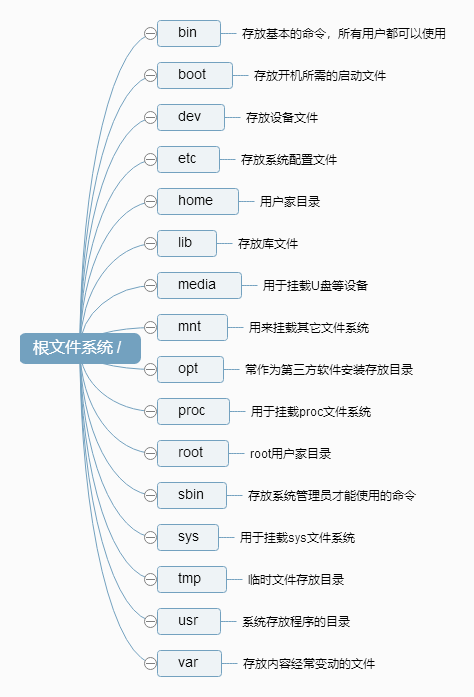 根文件系统 /
bin 存放基本的命令，所有用户都可以使用
boot 存放开机所需的启动文件
dev 存放设备文件
etc 存放系统配置文件
home 用户家目录
lib 存放库文件
media 用于挂载U盘等设备
mnt 用来挂载其它文件系统
opt 常作为第三方软件安装存放目录
proc 用于挂载proc文件系统
root root用户家目录
sbin 存放系统管理员才能使用的命令
sys 用于挂载sys文件系统
tmp 临时文件存放目录
usr 系统存放程序的目录
var 存放内容经常变动的文件